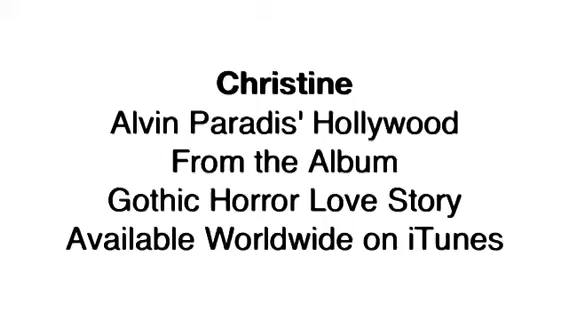 Christine
Alvin Paradis' Hollywood
From the Album
Gothic Horror Love Story
Available Worldwide on iTunes